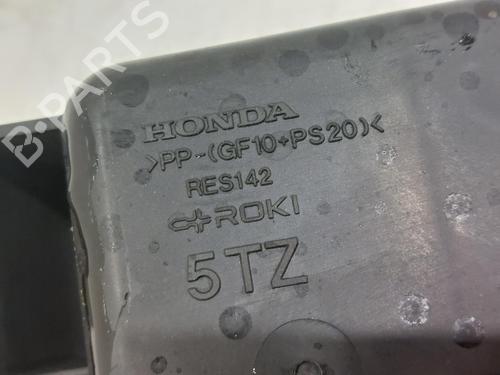 B-PARTS
HONDA
>PP-(GF10+PS20)<
RES142
ROKI
5TZ